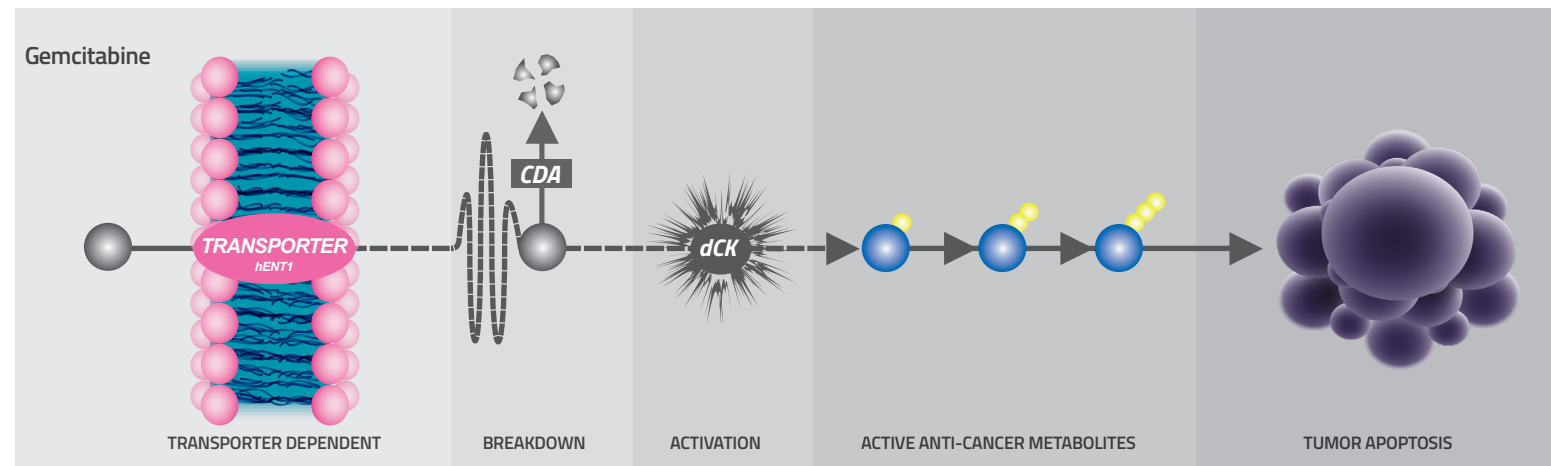 Gemcitabine
TRANSPORTER
hENT1
CDA
dCK
TRANSPORTER DEPENDENT
BREAKDOWN
ACTIVATION
ACTIVE ANTI-CANCER METABOLITES
TUMOR APOPTOSIS